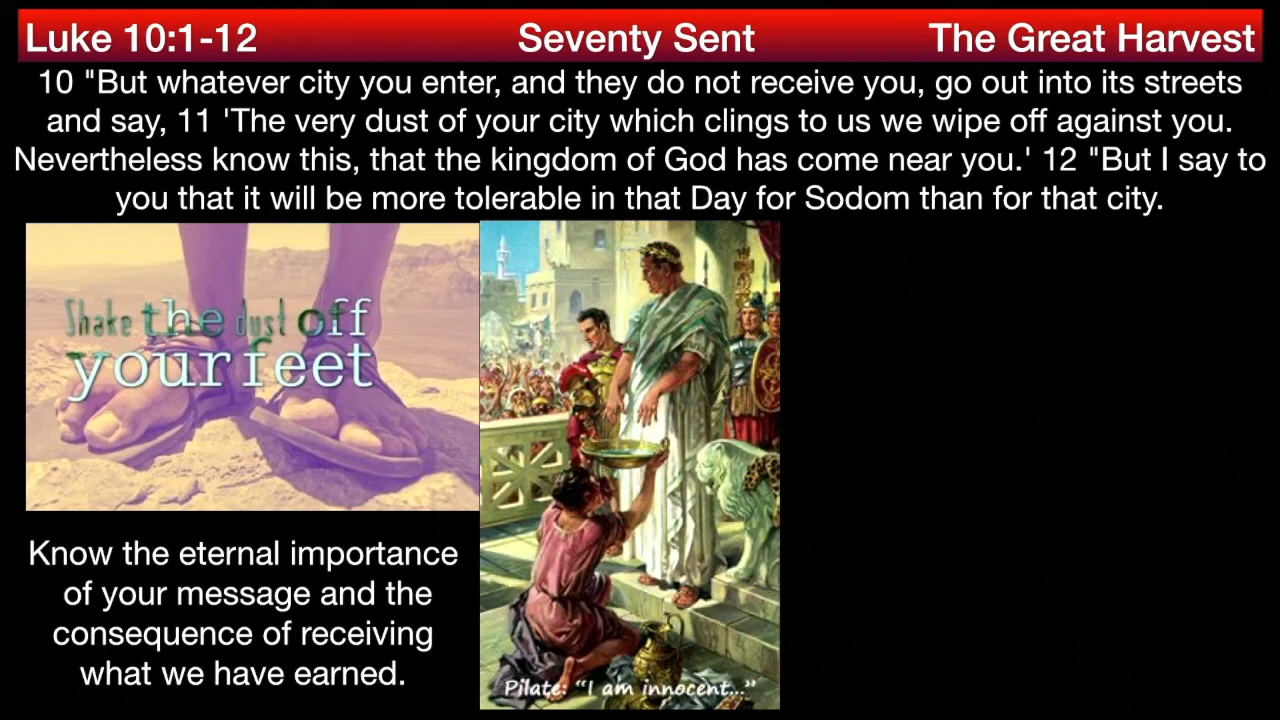 Luke 10:1-12 Seventy Sent The Great Harvest
10 "But whatever city you enter, and they do not receive you, go out into its streets
and say, 11 'The very dust of your city which clings to us we wipe off against you.
Nevertheless know this, that the kingdom of God has come near you.' 12 "But I say to
you that it will be more tolerable in that Day for Sodom than for that city.
Shake the dust off
your feet
Know the eternal importance
of your message and the
consequence of receiving
what we have earned.
Pilate: “I am innocent...”